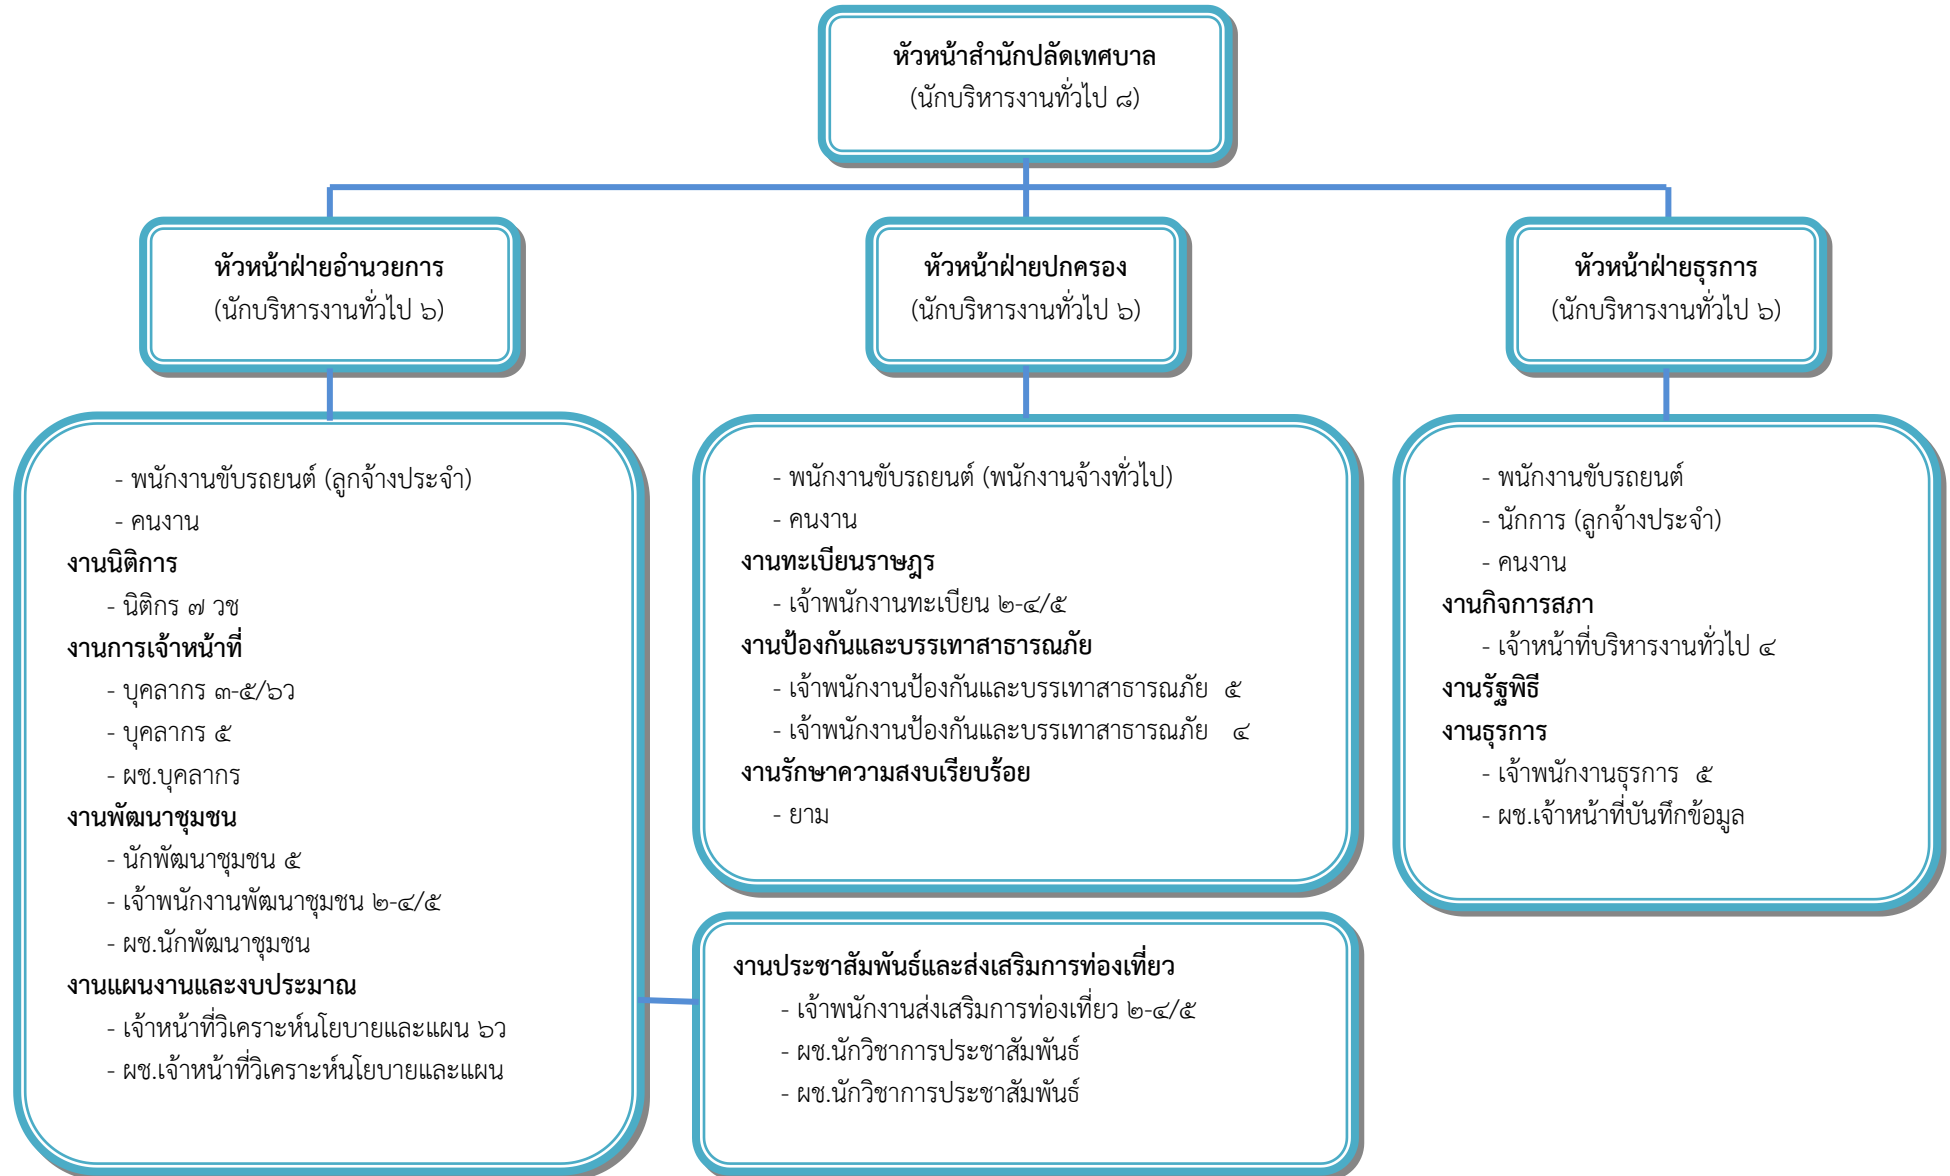 หัวหน้าสำนักปลัดเทศบาล
(นักบริหารงานทั่วไป ๘)
หัวหน้าฝ่ายอำนวยการ
(นักบริหารงานทั่วไป ๖)
หัวหน้าฝ่ายปกครอง
(นักบริหารงานทั่วไป ๖)
หัวหน้าฝ่ายธุรการ
(นักบริหารงานทั่วไป ๖)
- พนักงานขับรถยนต์ (ลูกจ้างประจำ)
- คนงาน
งานนิติการ
- นิติกร ๗ วช
งานการเจ้าหน้าที่
- บุคลากร ๓-๕/๖ว
- บุคลากร ๕
- ผช.บุคลากร
งานพัฒนาชุมชน
- นักพัฒนาชุมชน ๕
- เจ้าพนักงานพัฒนาชุมชน ๒-๔/๕
- ผช.นักพัฒนาชุมชน
งานแผนงานและงบประมาณ
- เจ้าหน้าที่วิเคราะห์นโยบายและแผน ๖ว
- ผช.เจ้าหน้าที่วิเคราะห์นโยบายและแผน
- พนักงานขับรถยนต์ (พนักงานจ้างทั่วไป)
- คนงาน
งานทะเบียนราษฎร
- เจ้าพนักงานทะเบียน ๒-๔/๕
งานป้องกันและบรรเทาสาธารณภัย
- เจ้าพนักงานป้องกันและบรรเทาสาธารณภัย ๕
- เจ้าพนักงานป้องกันและบรรเทาสาธารณภัย ๔
งานรักษาความสงบเรียบร้อย
- ยาม
งานประชาสัมพันธ์และส่งเสริมการท่องเที่ยว
- เจ้าพนักงานส่งเสริมการท่องเที่ยว ๒-๔/๕
- ผช.นักวิชาการประชาสัมพันธ์
- ผช.นักวิชาการประชาสัมพันธ์
- พนักงานขับรถยนต์
- นักการ (ลูกจ้างประจำ)
- คนงาน
งานกิจการสภา
- เจ้าหน้าที่บริหารงานทั่วไป ๔
งานรัฐพิธี
งานธุรการ
- เจ้าพนักงานธุรการ ๕
- ผช.เจ้าหน้าที่บันทึกข้อมูล